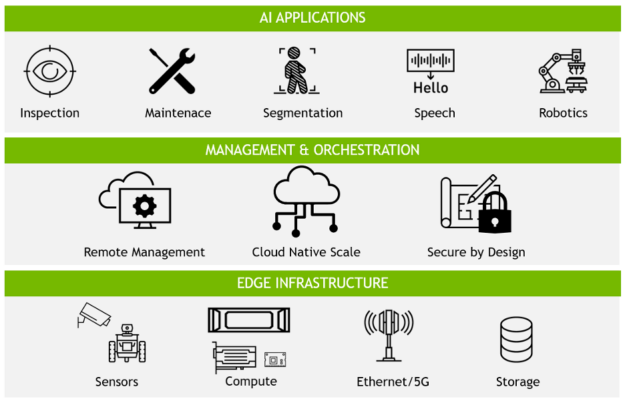 AI APPLICATIONS
Inspection
Maintenace
Segmentation
Hello
Speech
Robotics
MANAGEMENT & ORCHESTRATION
Remote Management
Cloud Native Scale
Secure by Design
EDGE INFRASTRUCTURE
Sensors
Compute
Ethernet/5G
Storage